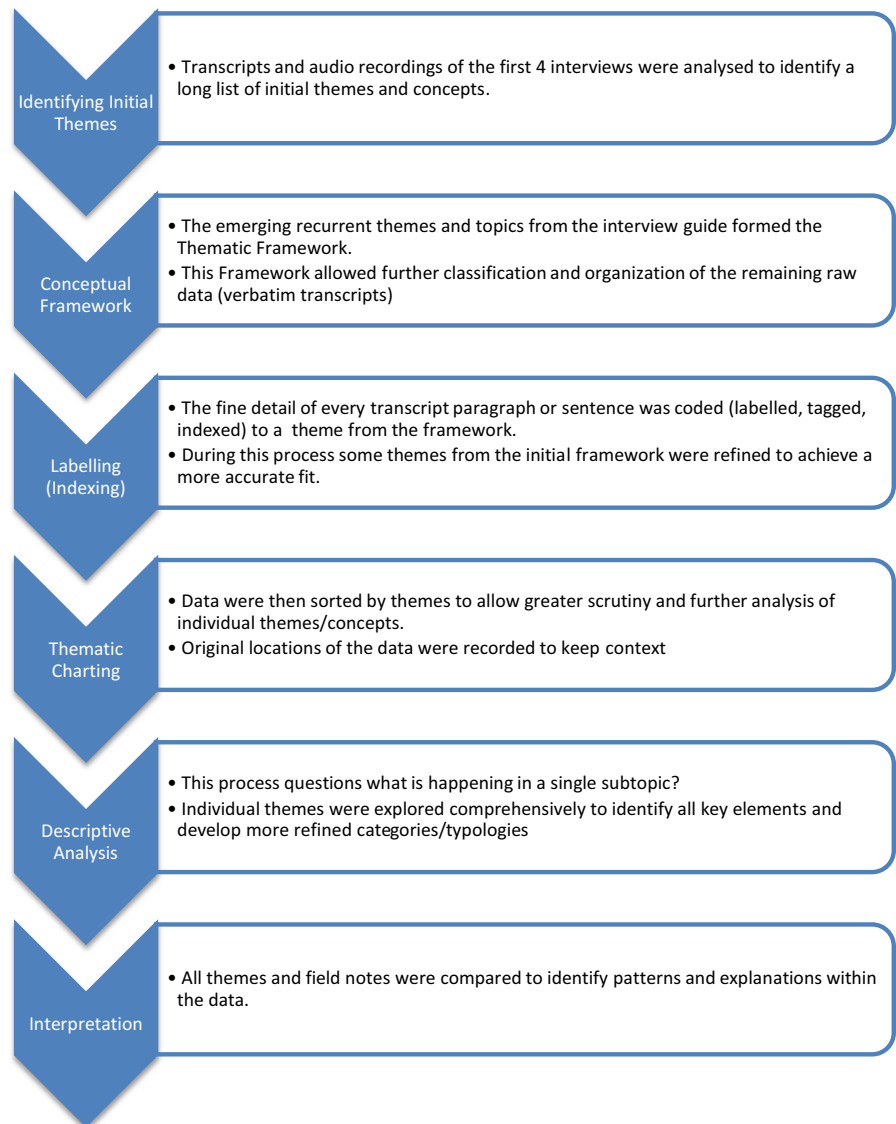 Identifying Initial
Themes
• Transcripts and audio recordings of the first 4 interviews were analysed to identify a
long list of initial themes and concepts.
Conceptual
Framework
• The emerging recurrent themes and topics from the interview guide formed the
Thematic Framework.
• This Framework allowed further classification and organization of the remaining raw
data (verbatim transcripts)
Labelling
(Indexing)
• The fine detail of every transcript paragraph or sentence was coded (labelled, tagged,
indexed) to a theme from the framework.
• During this process some themes from the initial framework were refined to achieve a
more accurate fit.
Thematic
Charting
• Data were then sorted by themes to allow greater scrutiny and further analysis of
individual themes/concepts.
• Original locations of the data were recorded to keep context
Descriptive
Analysis
• This process questions what is happening in a single subtopic?
• Individual themes were explored comprehensively to identify all key elements and
develop more refined categories/typologies
Interpretation
• All themes and field notes were compared to identify patterns and explanations within
the data.